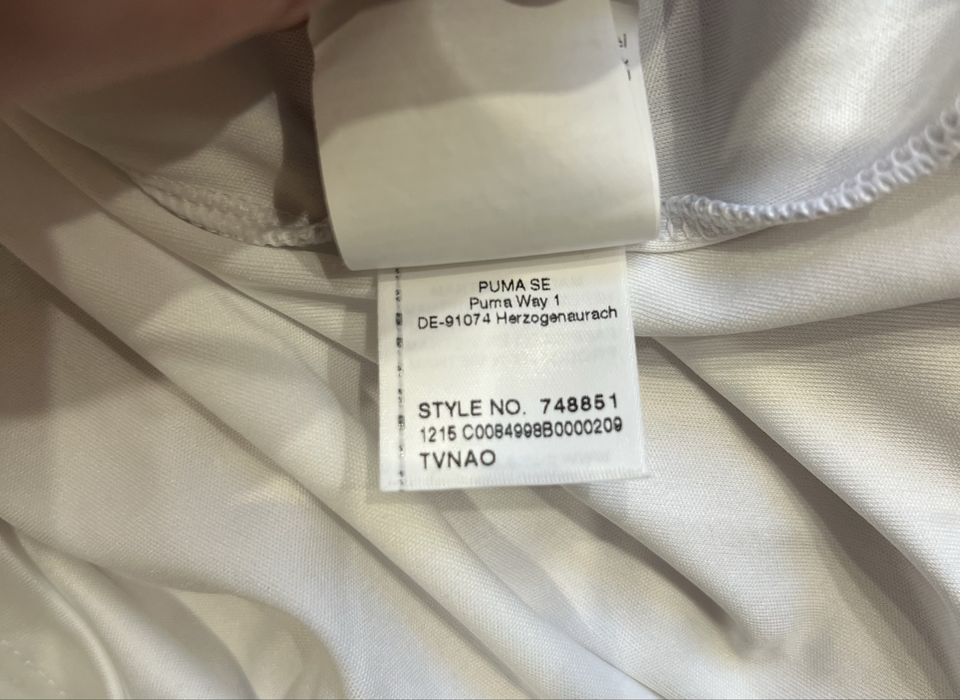 PUMA SE
Puma Way 1
DE-91074 Herzogenaurach
STYLE NO. 748851
1215 C0084998B0000209
TVNAO